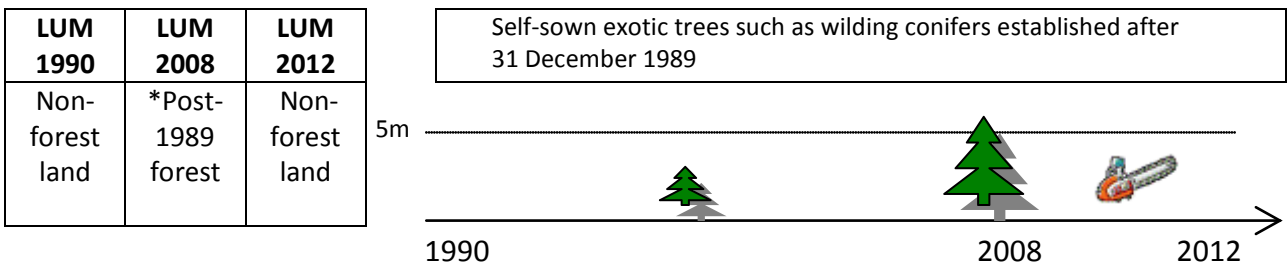 LUM 1990
LUM 2008
LUM 2012
Non-
forest
land
*Post-
1989
forest
Non-
forest
land
Self-sown exotic trees such as wilding conifers established after
31 December 1989
5m
1990
2008
2012